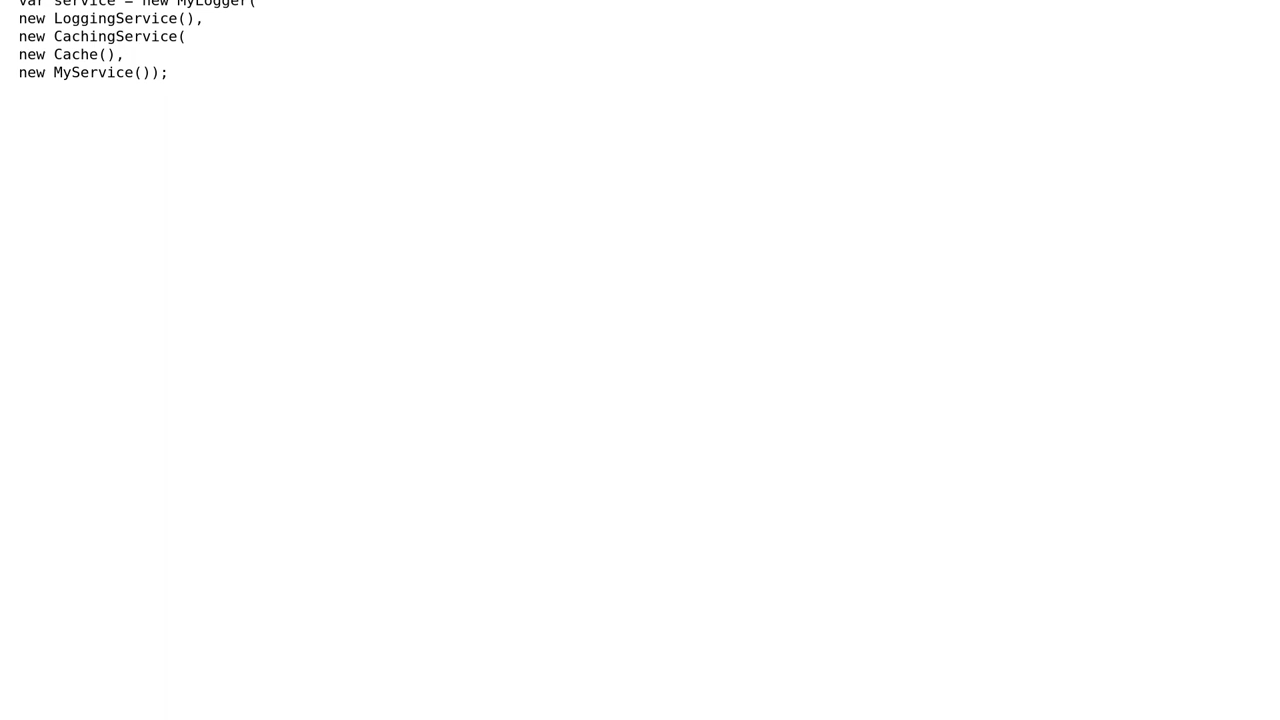 var service = new MyLogger(
new LoggingService(),
new CachingService(
new Cache(),
new MyService());